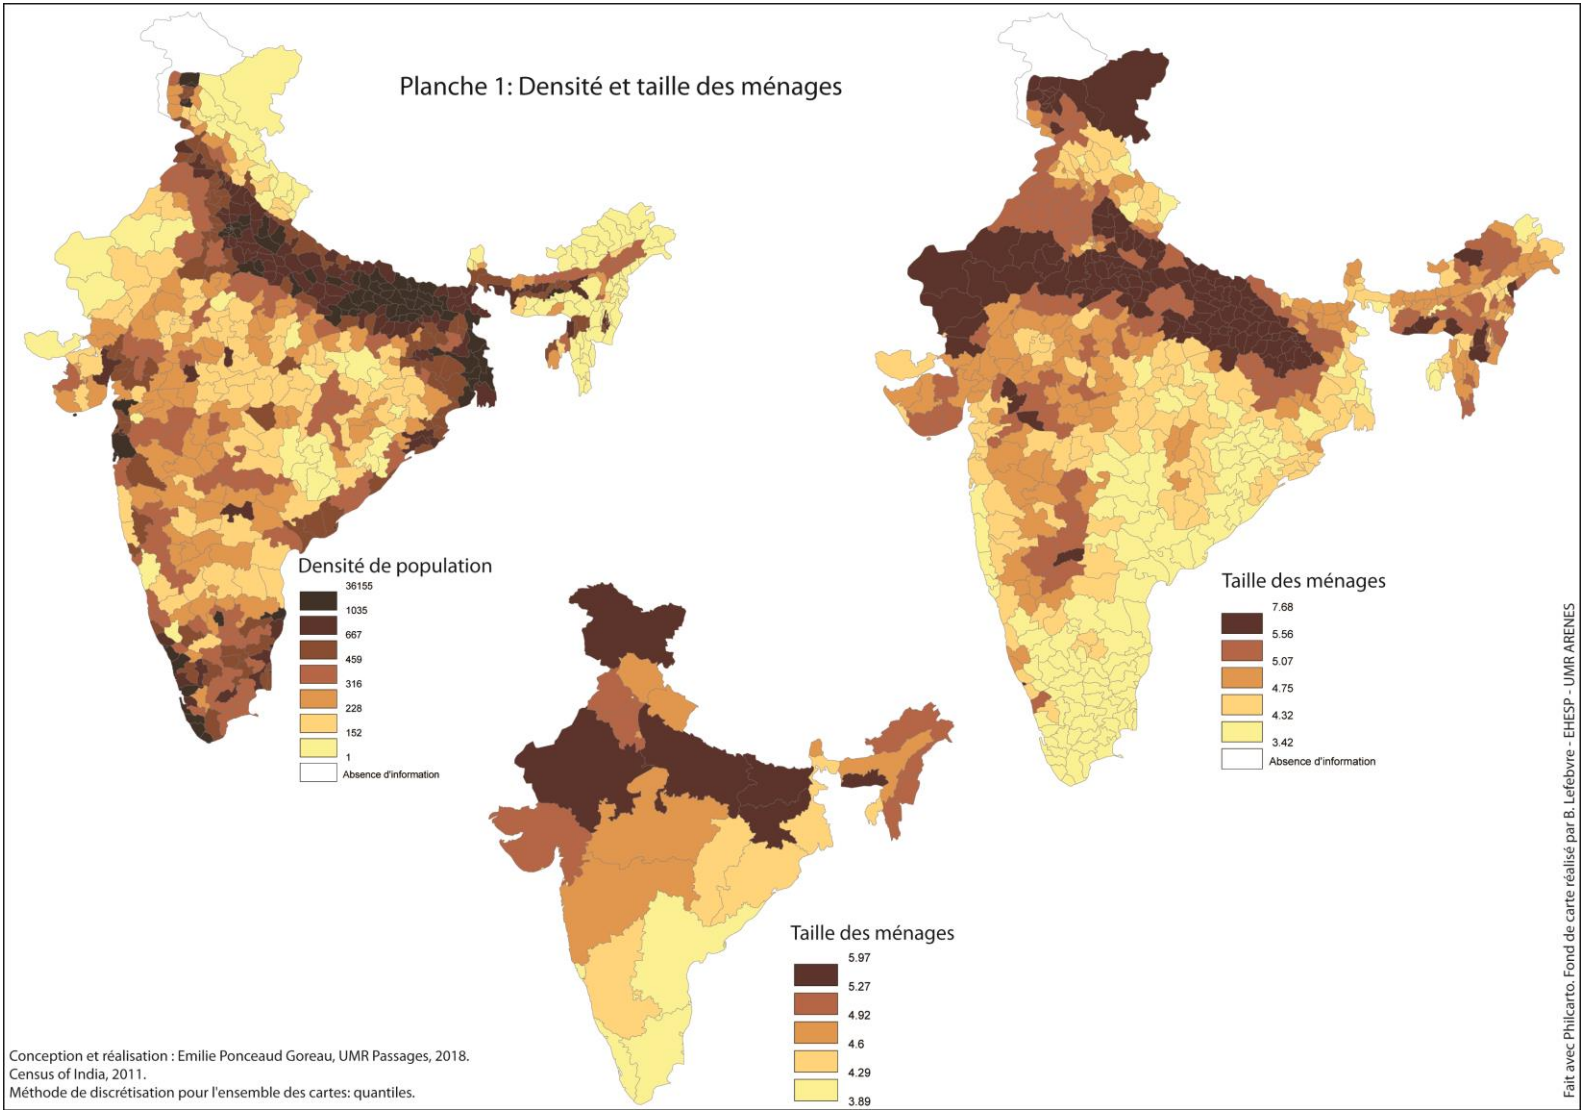 Planche 1: Densité et taille des ménages
Densité de population
36155
1035
667
459
316
228
152
1
Absence d'information
Taille des ménages
7.68
5.56
5.07
4.75
4.32
3.42
Absence d'information
Taille des ménages
5.97
5.27
4.92
4.6
4.29
3.89
Conception et réalisation : Emilie Ponceaud Goreau, UMR Passages, 2018.
Census of India, 2011.
Méthode de discrétisation pour l'ensemble des cartes: quantiles.
Fait avec Philcarto. Fond de carte réalisé par B. Lefebvre - EHESP - UMR ARENES